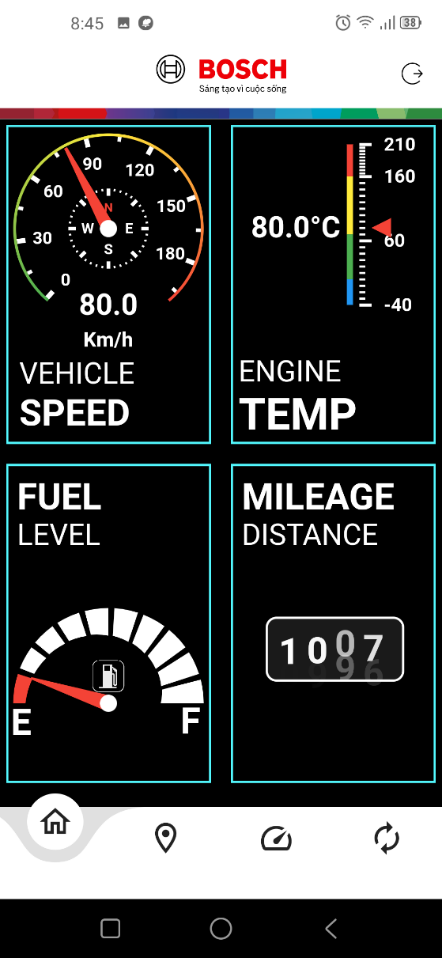 8:45
38
BOSCH
Sáng tạo vì cuộc sống
0
30
60
90
120
150
180
N
W
E
S
80.0
Km/h
VEHICLE
SPEED
80.0°C
210
160
60
-40
ENGINE
TEMP
FUEL
LEVEL
E
F
MILEAGE
DISTANCE
1007
96